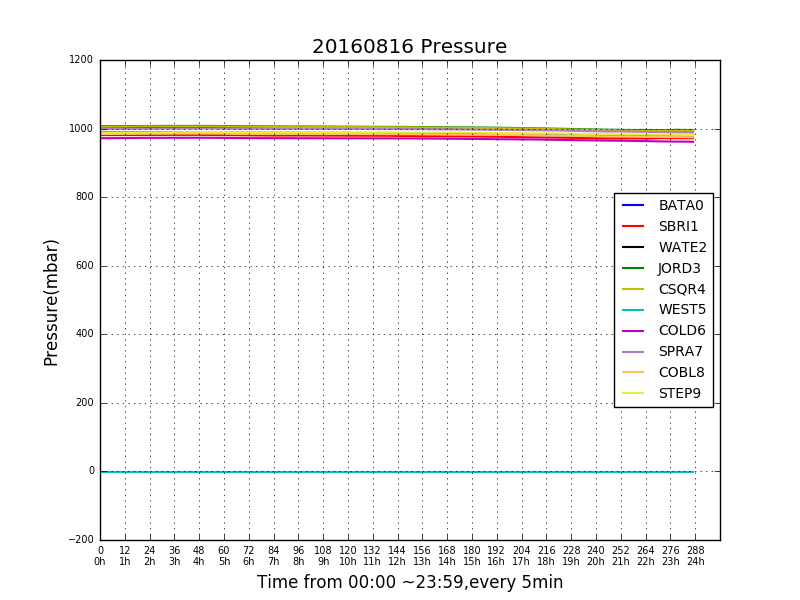 20160816 Pressure
1200
1000
800
600
400
200
0
−200
Pressure(mbar)
BATA0
SBRI1
WATE2
JORD3
CSQR4
WEST5
COLD6
SPRA7
COBL8
STEP9
0 12 24 36 48 60 72 84 96 108 120 132 144 156 168 180 192 204 216 228 240 252 264 276 288
0h 1h 2h 3h 4h 5h 6h 7h 8h 9h 10h 11h 12h 13h 14h 15h 16h 17h 18h 19h 20h 21h 22h 23h 24h
Time from 00:00 ~23:59,every 5min